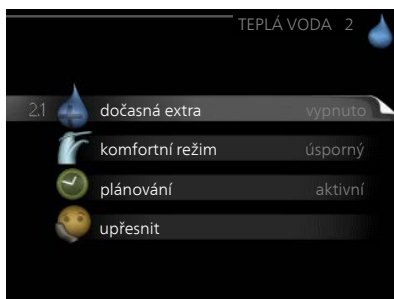 TEPLÁ VODA 2
2.1 dočasná extra vypnuto
komfortní režim úsporný
plánování aktivní
upřesnit